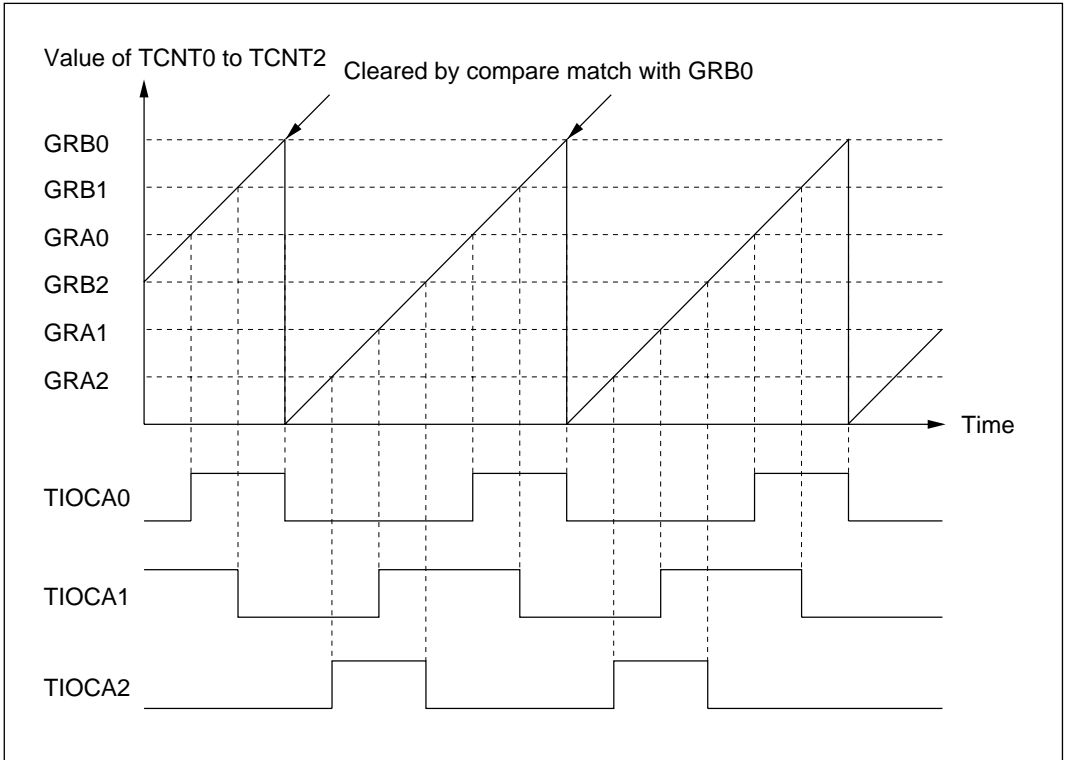 Value of TCNT0 to TCNT2
Cleared by compare match with GRB0
GRB0
GRB1
GRA0
GRB2
GRA1
GRA2
Time
TIOCA0
TIOCA1
TIOCA2